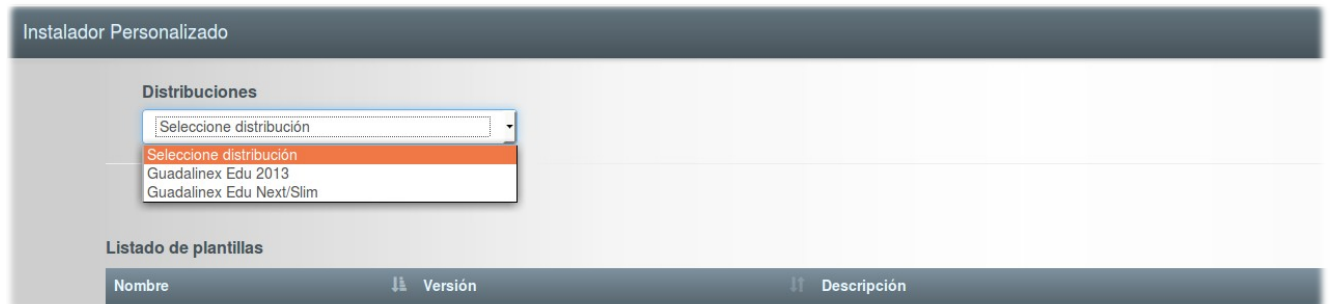 Instalador Personalizado
Distribuciones
Seleccione distribución
Seleccione distribución
Guadalinex Edu 2013
Guadalinex Edu Next/Slim
Listado de plantillas
Nombre Versión Descripción